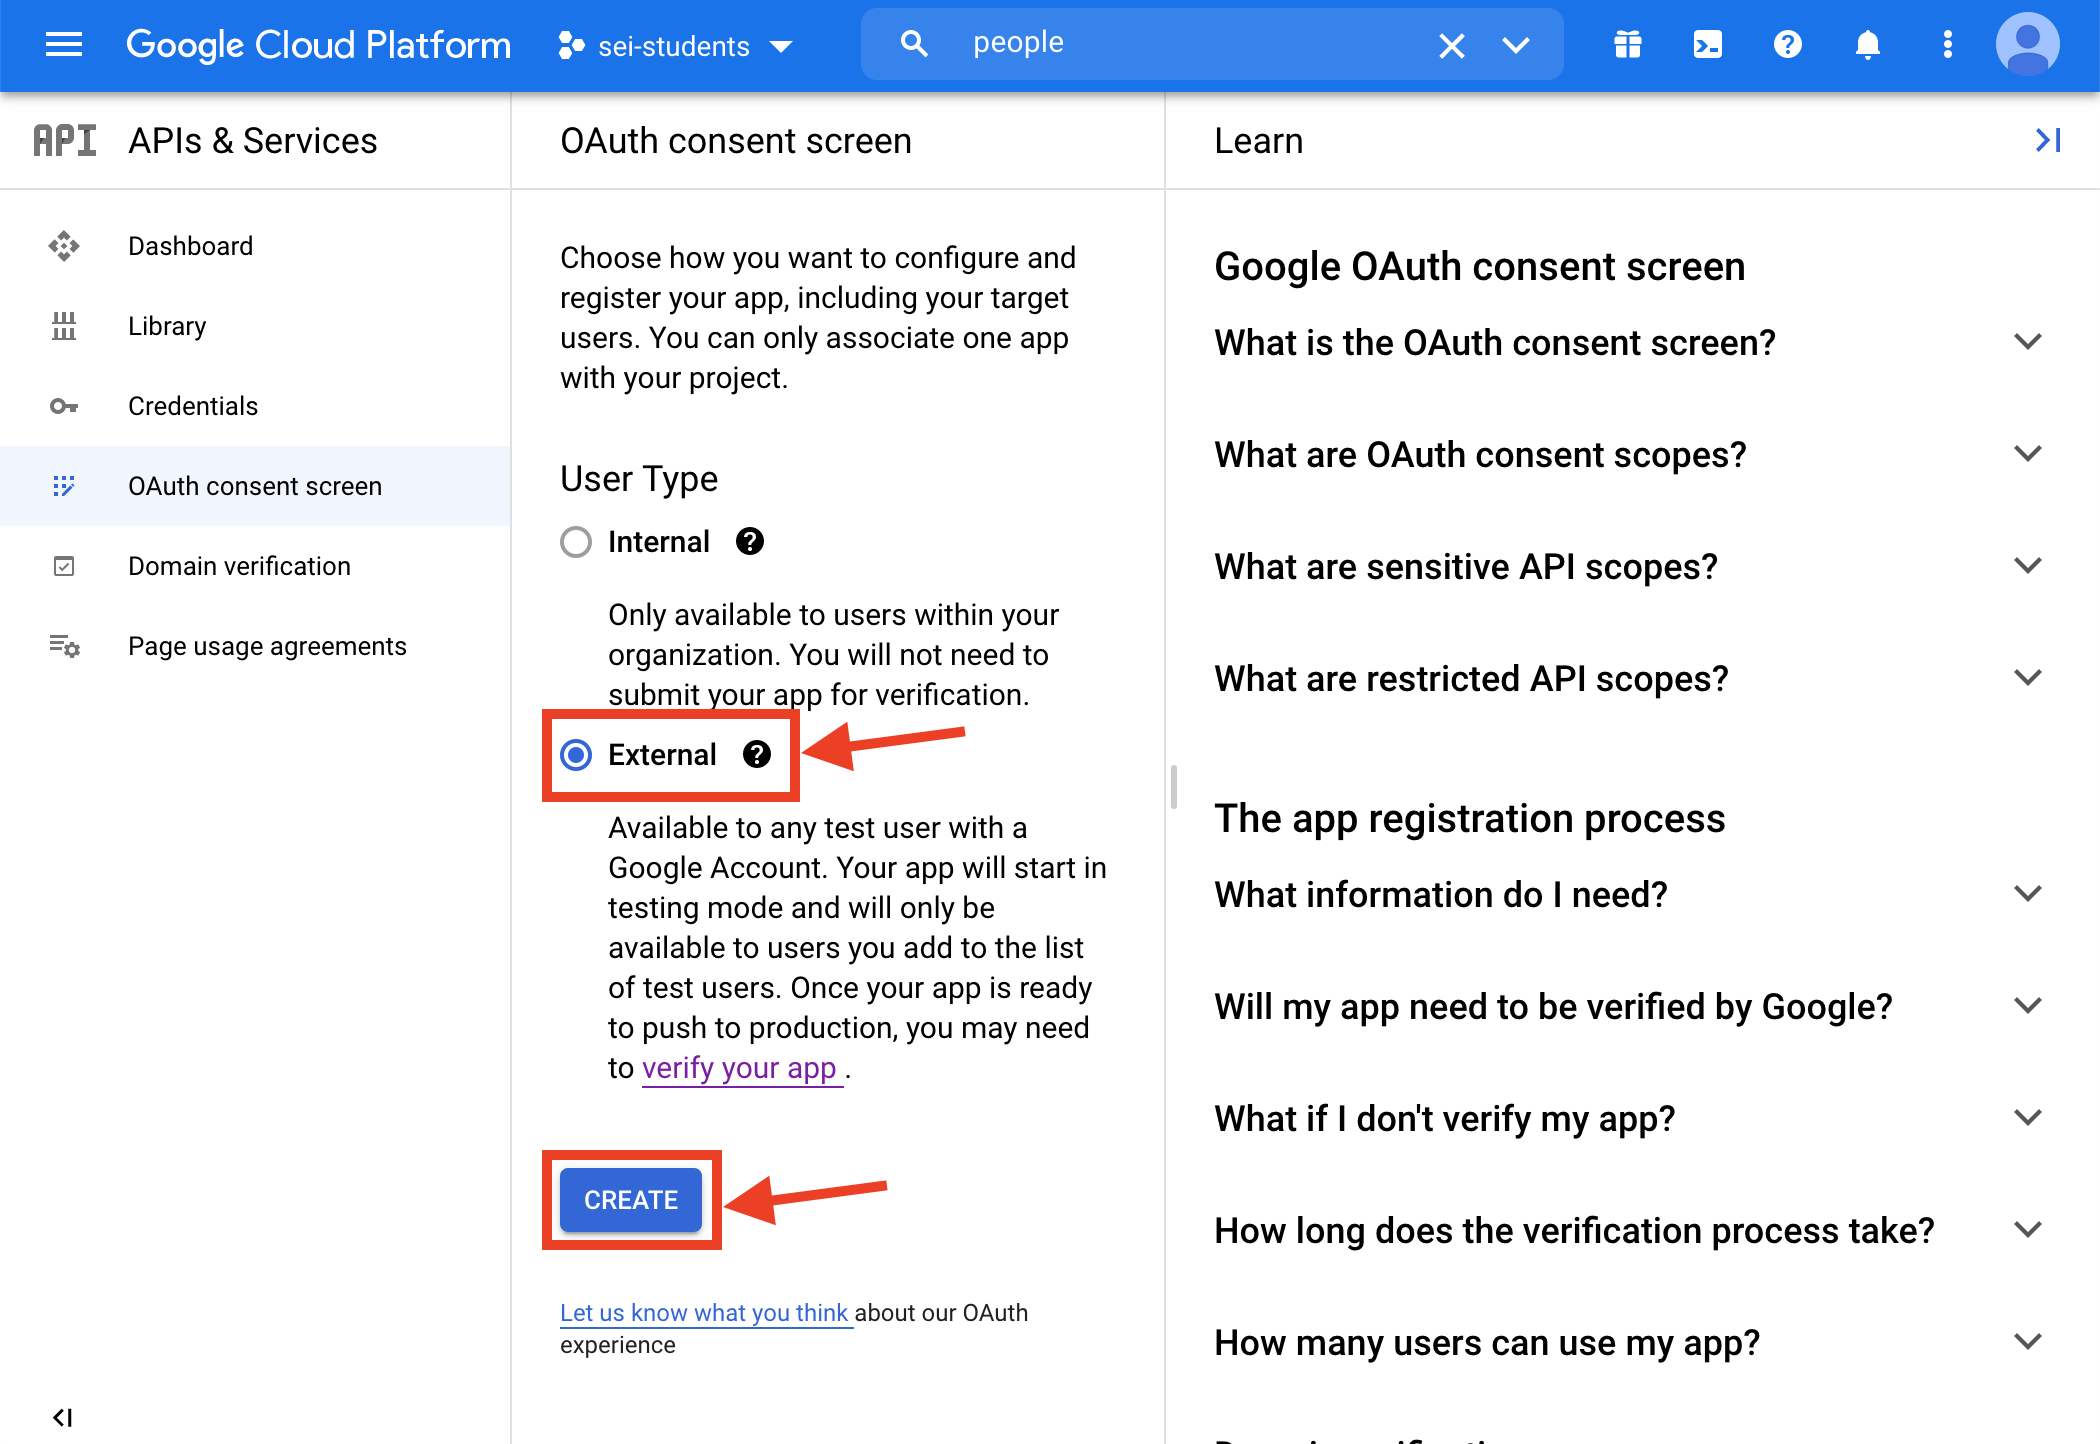 Google Cloud Platform
sei-students
people
API
APIs & Services
Dashboard
Library
Credentials
OAuth consent screen
Domain verification
Page usage agreements
OAuth consent screen
Choose how you want to configure and
register your app, including your target
users. You can only associate one app
with your project.
User Type
Internal
Only available to users within your
organization. You will not need to
submit your app for verification.
External
Available to any test user with a
Google Account. Your app will start in
testing mode and will only be
available to users you add to the list
of test users. Once your app is ready
to push to production, you may need
to verify your app .
CREATE
Let us know what you think about our OAuth
experience
Learn
Google OAuth consent screen
What is the OAuth consent screen?
What are OAuth consent scopes?
What are sensitive API scopes?
What are restricted API scopes?
The app registration process
What information do I need?
Will my app need to be verified by Google?
What if I don't verify my app?
How long does the verification process take?
How many users can use my app?